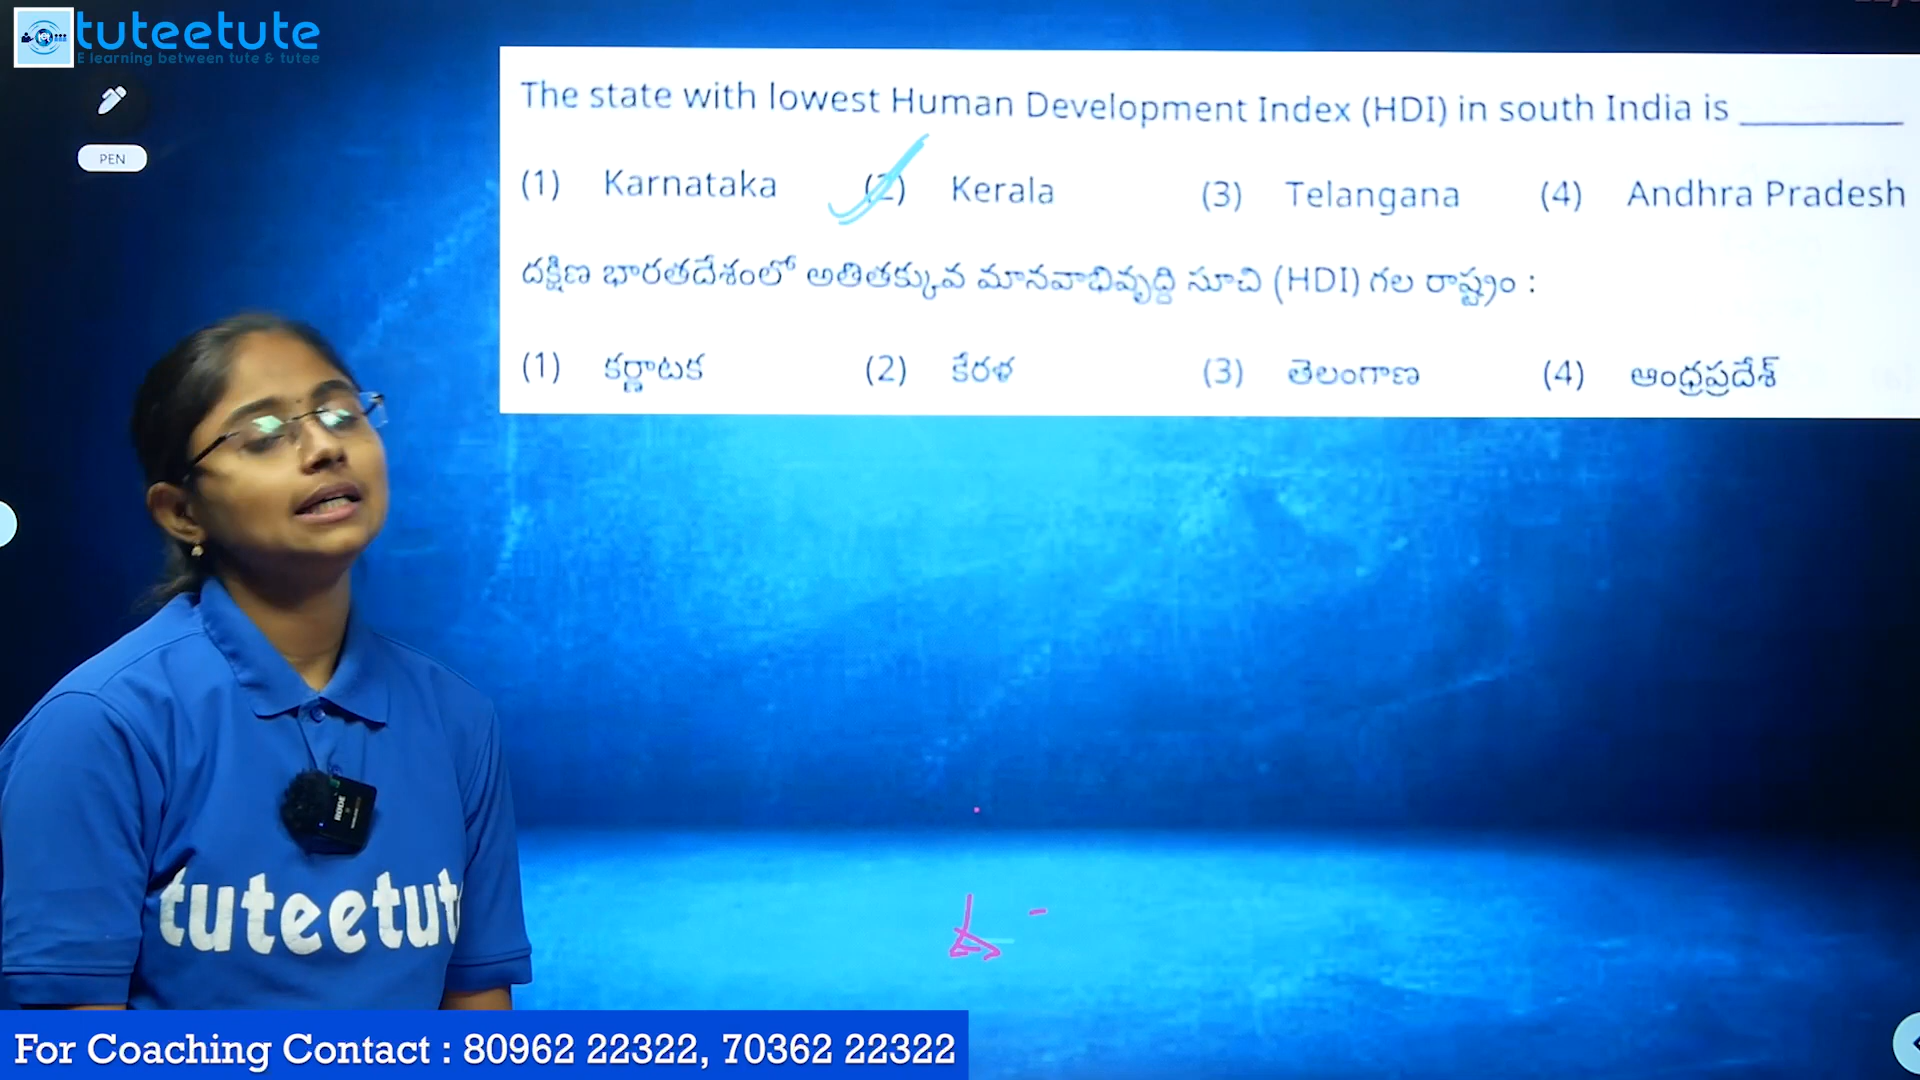 tuteetute
E learning between tute & tutee
PEN
The state with lowest Human Development Index (HDI) in south India is ________
(1) Karnataka (2) Kerala (3) Telangana (4) Andhra Pradesh
దక్షిణ భారతదేశంలో అతితక్కువ మానవాభివృద్ధి సూచి (HDI) గల రాష్ట్రం :
(1) కర్ణాటక (2) కేరళ (3) తెలంగాణ (4) ఆంధ్రప్రదేశ్
RODE
tuteetut
For Coaching Contact : 80962 22322, 70362 22322